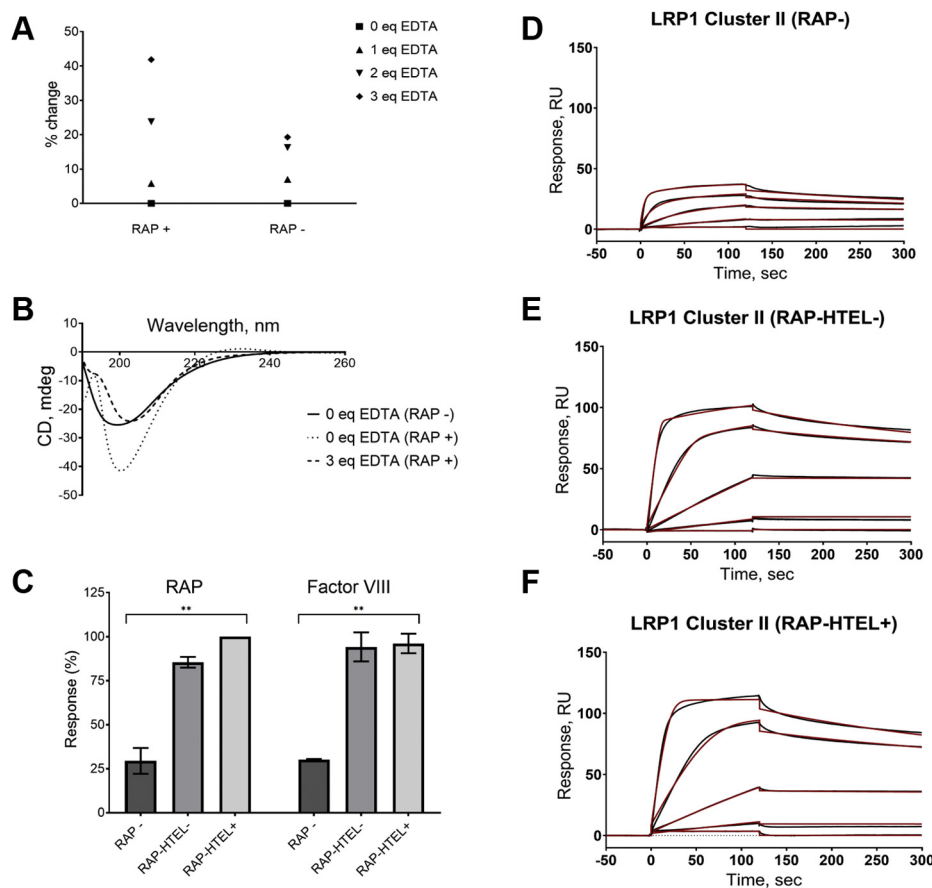 A
% change
50
40
30
20
10
0
RAP +
RAP -
0 eq EDTA
1 eq EDTA
2 eq EDTA
3 eq EDTA
B
Wavelength, nm
CD, mdeg
10
0
-10
-20
-30
-40
-50
200
220
240
260
0 eq EDTA (RAP -)
0 eq EDTA (RAP +)
3 eq EDTA (RAP +)
C
RAP
Factor VIII
**
**
Response (%)
125
100
75
50
25
0
RAP -
RAP-HTEL-
RAP-HTEL+
RAP -
RAP-HTEL-
RAP-HTEL+
D
LRP1 Cluster II (RAP-)
Response, RU
150
100
50
0
-50
0
50
100
150
200
250
300
Time, sec
E
LRP1 Cluster II (RAP-HTEL-)
Response, RU
150
100
50
0
-50
0
50
100
150
200
250
300
Time, sec
F
LRP1 Cluster II (RAP-HTEL+)
Response, RU
150
100
50
0
-50
0
50
100
150
200
250
300
Time, sec